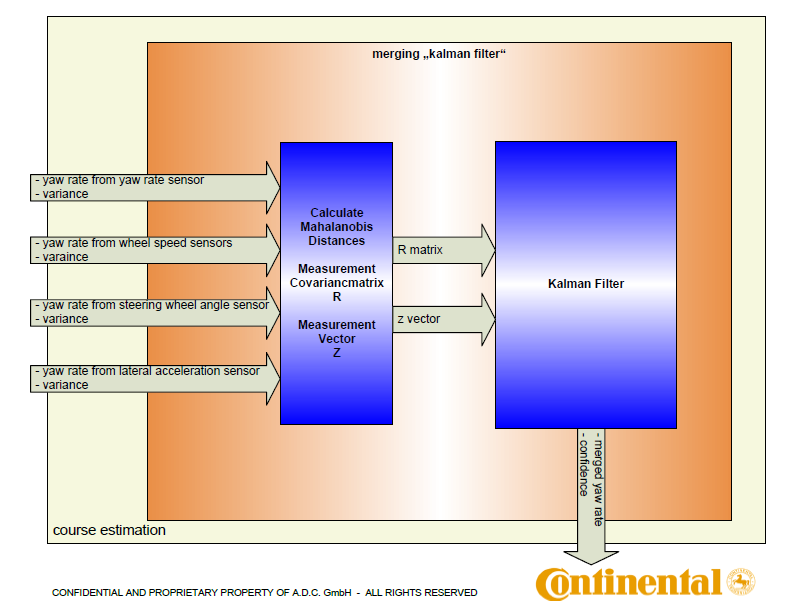 merging „kalman filter“
- yaw rate from yaw rate sensor
- variance
- yaw rate from wheel speed sensors
- varaince
- yaw rate from steering wheel angle sensor
- variance
- yaw rate from lateral acceleration sensor
- variance
Calculate
Mahalanobis
Distances
Measurement
Covariancmatrix
R
Measurement
Vector
Z
R matrix
z vector
Kalman Filter
- merged yaw rate
- confidence
course estimation
CONFIDENTIAL AND PROPRIETARY PROPERTY OF A.D.C. GmbH - ALL RIGHTS RESERVED
Continental